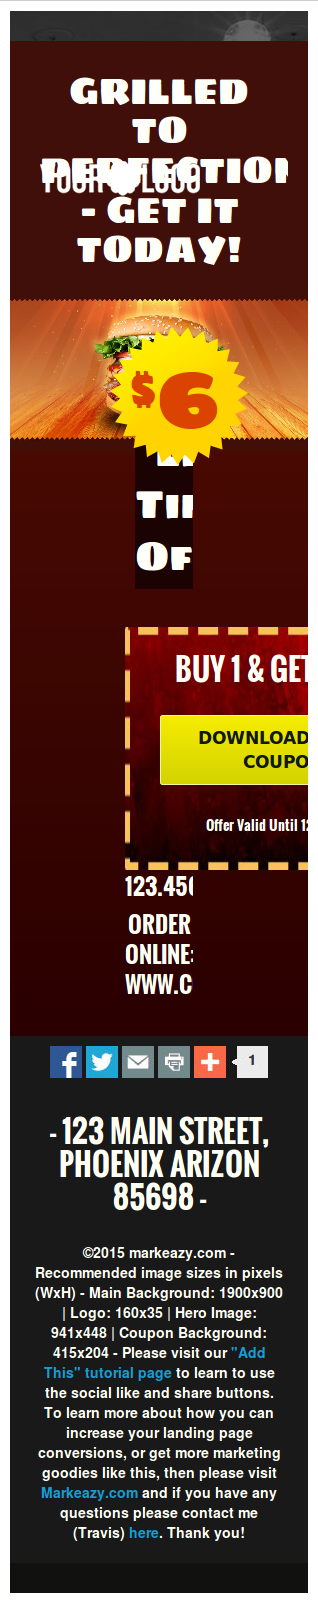 GRILLED
TO
PERFECTION
YOUR LOGO
- GET IT
TODAY!
$6
Of
BUY 1 & GET
DOWNLOAD
COUPO
Offer Valid Until 12
123.456
ORDER
ONLINE:
WWW.C
1
- 123 MAIN STREET,
PHOENIX ARIZON
85698 -
©2015 markeazy.com -
Recommended image sizes in pixels
(WxH) - Main Background: 1900x900
| Logo: 160x35 | Hero Image:
941x448 | Coupon Background:
415x204 - Please visit our "Add
This" tutorial page to learn to use
the social like and share buttons.
To learn more about how you can
increase your landing page
conversions, or get more marketing
goodies like this, then please visit
Markeazy.com and if you have any
questions please contact me
(Travis) here. Thank you!